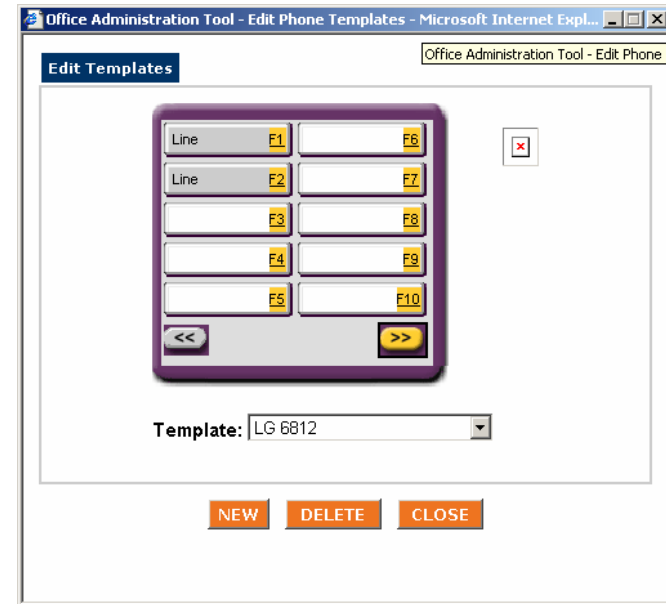 Office Administration Tool - Edit Phone Templates - Microsoft Internet Expl...
Office Administration Tool - Edit Phone
Edit Templates
Line F1 F6
Line F2 F7
F3 F8
F4 F9
F5 F10
<< >>
Template: LG 6812
NEW DELETE CLOSE